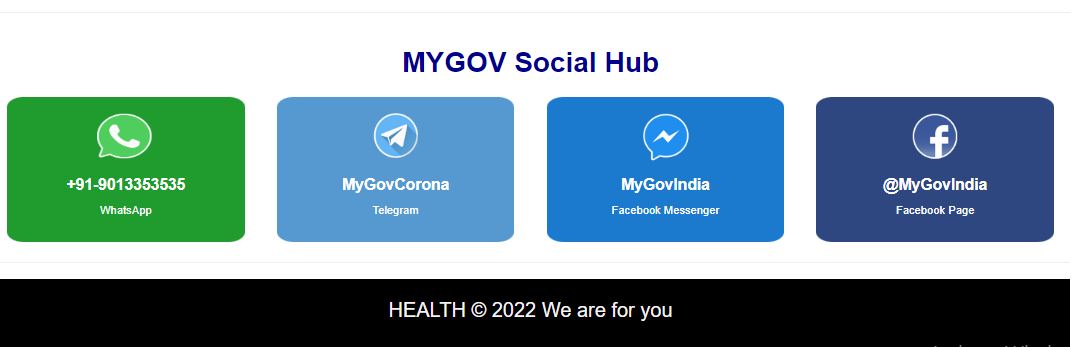 MYGOV Social Hub
+91-9013353535
WhatsApp
MyGovCorona
Telegram
MyGovIndia
Facebook Messenger
@MyGovIndia
Facebook Page
HEALTH © 2022 We are for you